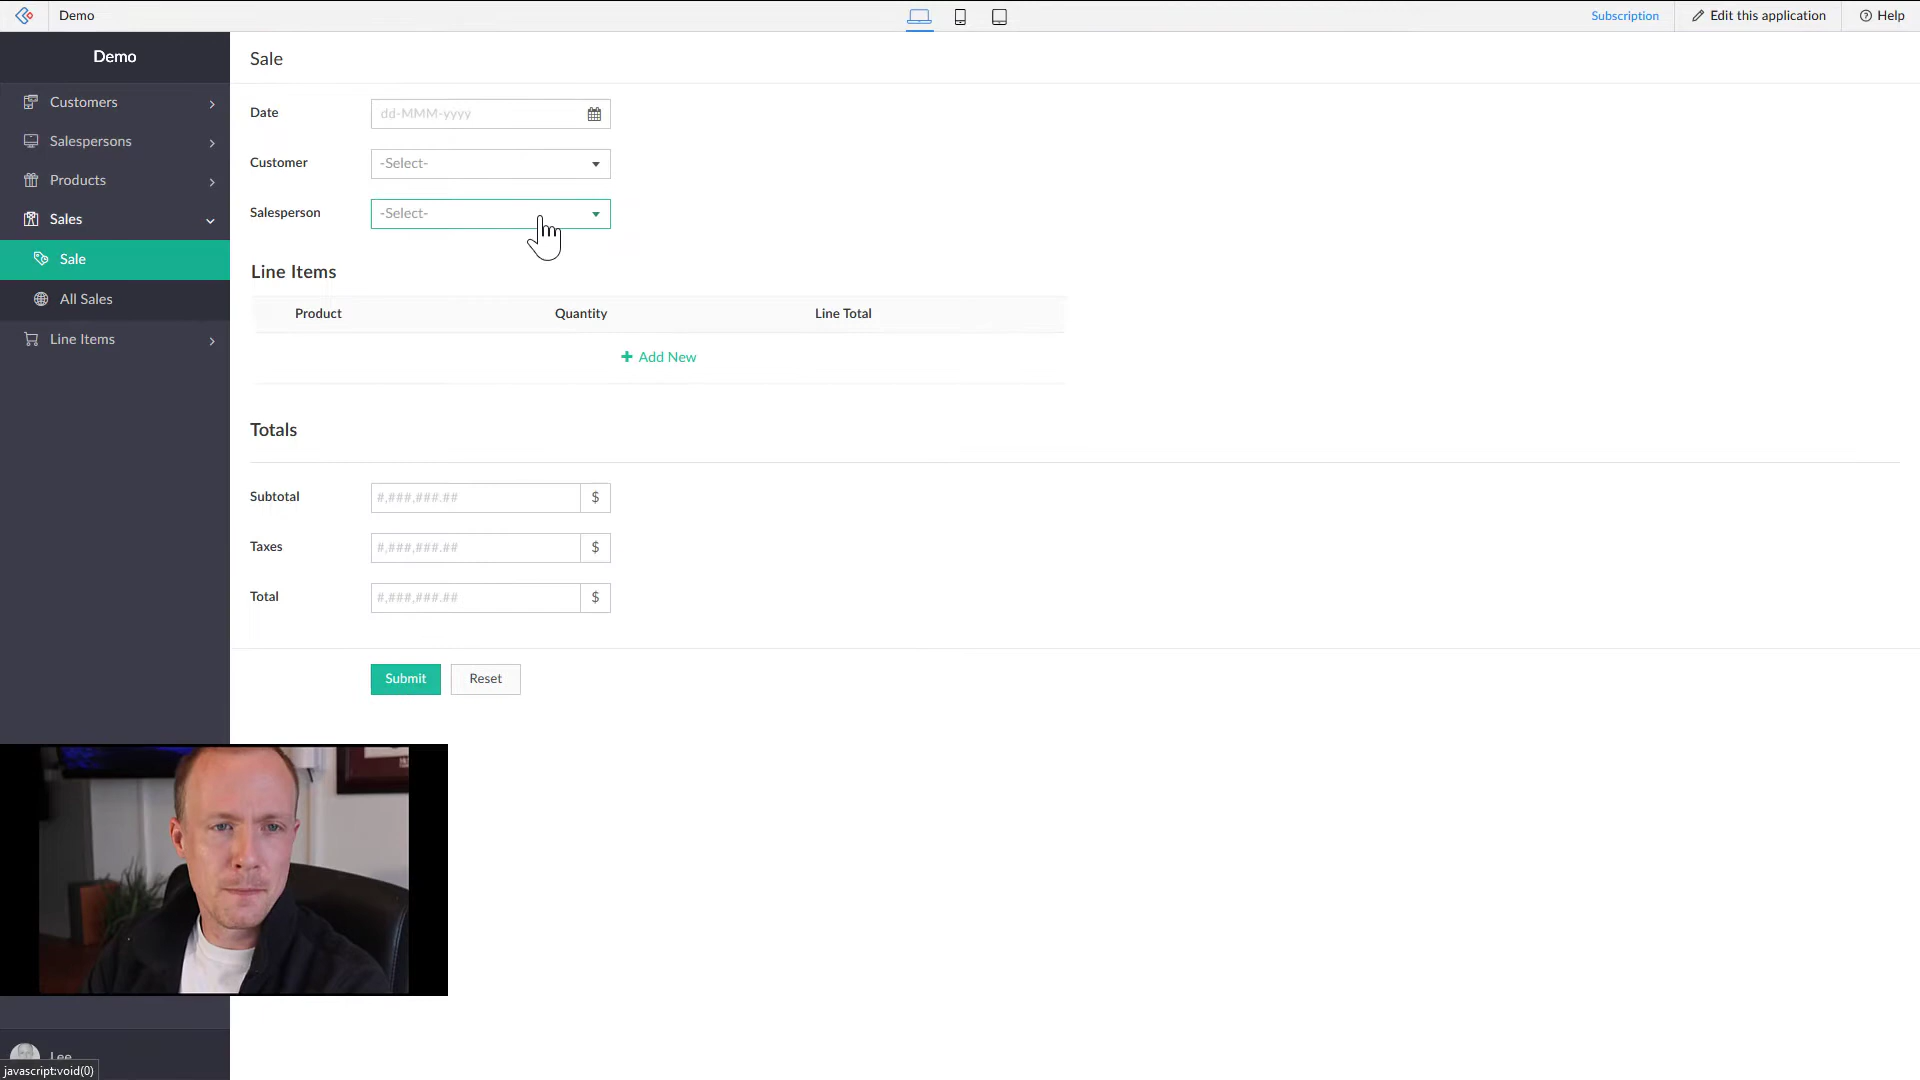 Demo
Subscription
Edit this application
Help
Demo
Customers
Salespersons
Products
Sales
Sale
All Sales
Line Items
Lee
javascript:void(0)
Sale
Date
dd-MMM-yyyy
Customer
-Select-
Salesperson
-Select-
Line Items
Product Quantity Line Total
+ Add New
Totals
Subtotal
#,###,###.## $
Taxes
#,###,###.## $
Total
#,###,###.## $
Submit
Reset